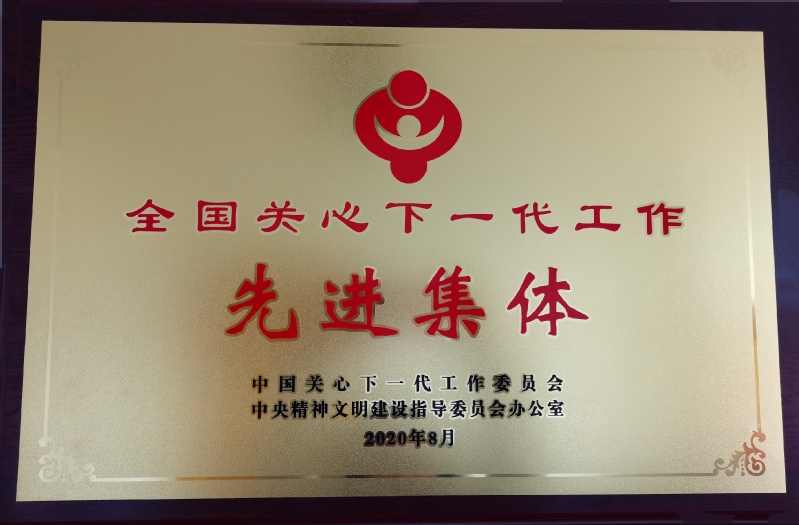 全国关心下一代工作
先进集体
中国关心下一代工作委员会
中央精神文明建设指导委员会办公室
2020年8月